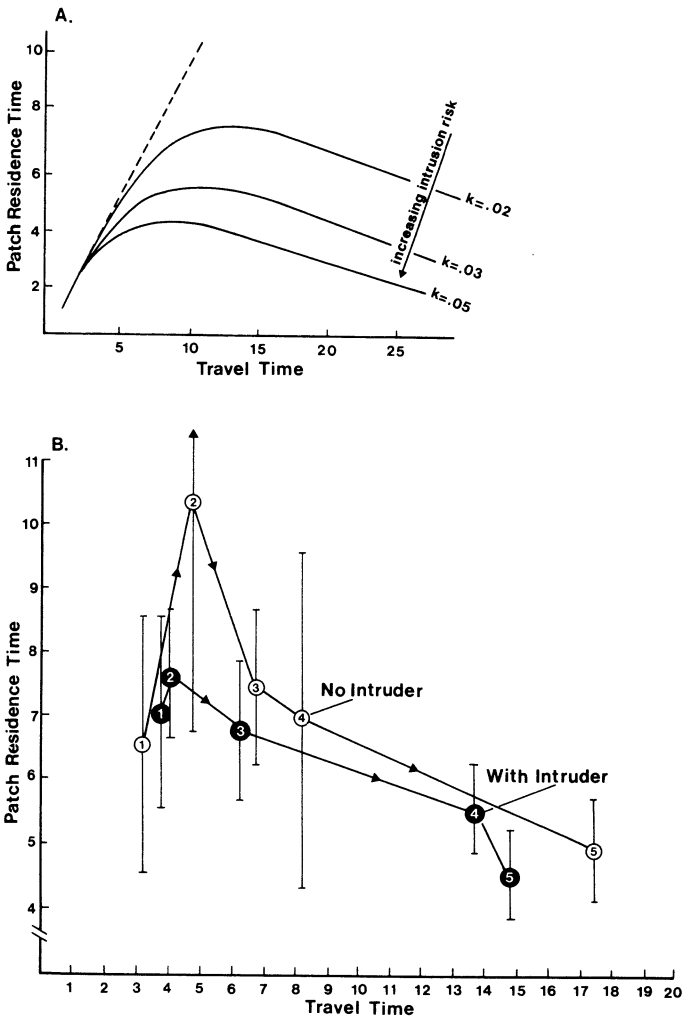 A.
Patch Residence Time
10
8
6
4
2
increasing intrusion risk
k=.02
k=.03
k=.05
5 10 15 20 25
Travel Time
B.
Patch Residence Time
11
10
9
8
7
6
5
4
2
1
2
1
3
3
4
No Intruder
With Intruder
4
5
5
1 2 3 4 5 6 7 8 9 10 11 12 13 14 15 16 17 18 19 20
Travel Time